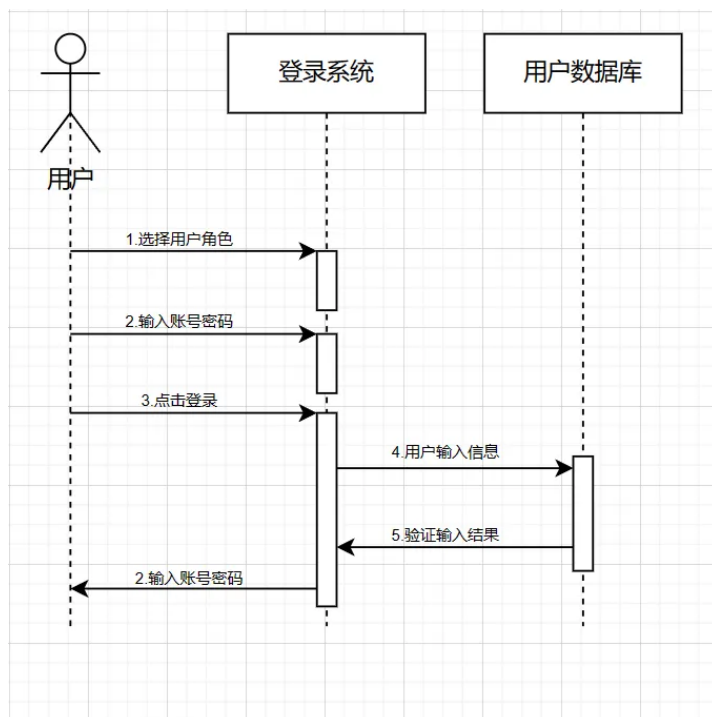 登录系统
用户数据库
用户
1.选择用户角色
2.输入账号密码
3.点击登录
4.用户输入信息
5.验证输入结果
2.输入账号密码